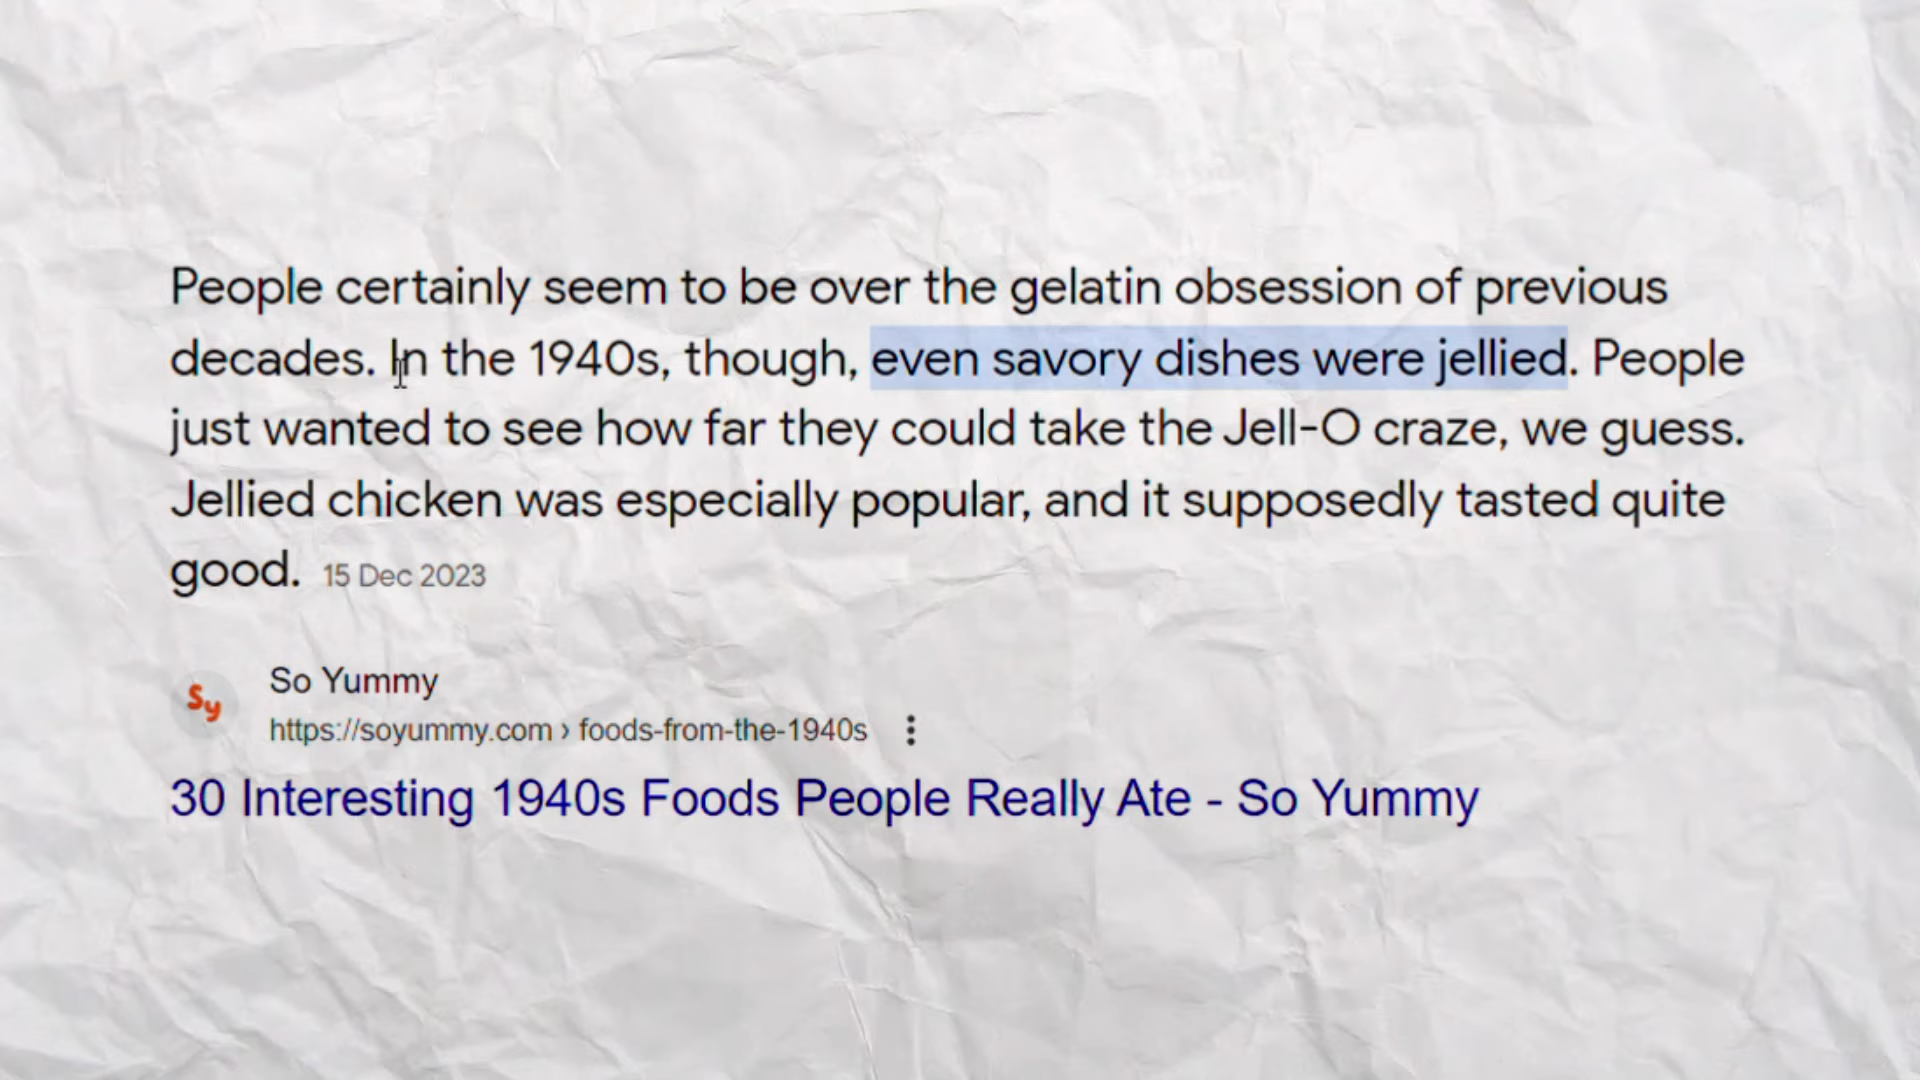 People certainly seem to be over the gelatin obsession of previous
decades. In the 1940s, though, even savory dishes were jellied. People
just wanted to see how far they could take the Jell-O craze, we guess.
Jellied chicken was especially popular, and it supposedly tasted quite
good. 15 Dec 2023
Sy
So Yummy
https://soyummy.com › foods-from-the-1940s
30 Interesting 1940s Foods People Really Ate - So Yummy